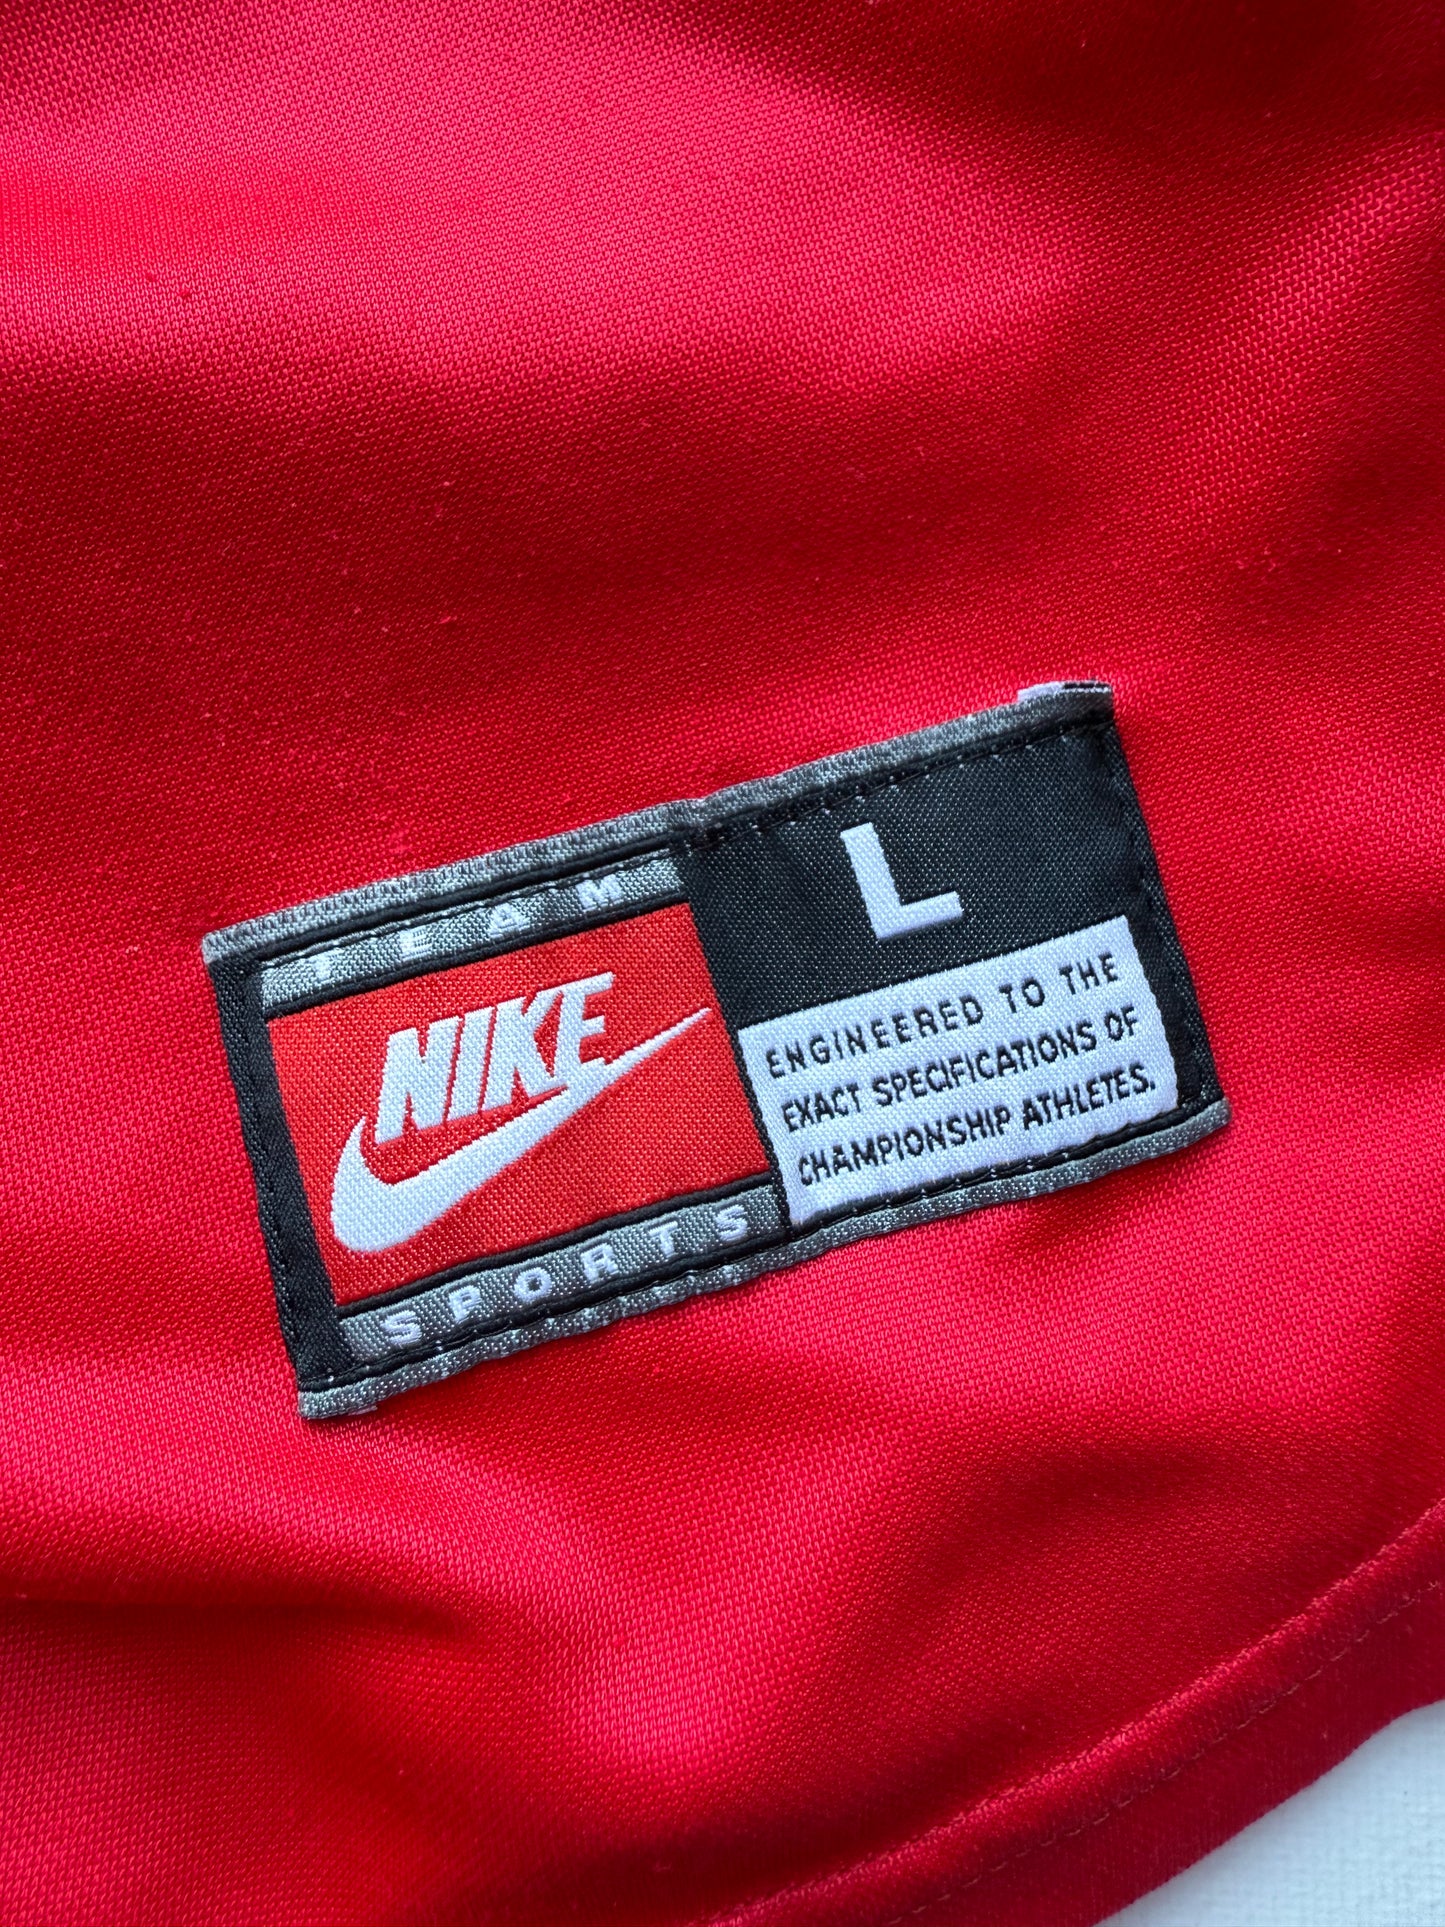 TEAM
NIKE
SPORTS
L
ENGINEERED TO THE
EXACT SPECIFICATIONS OF
CHAMPIONSHIP ATHLETES.